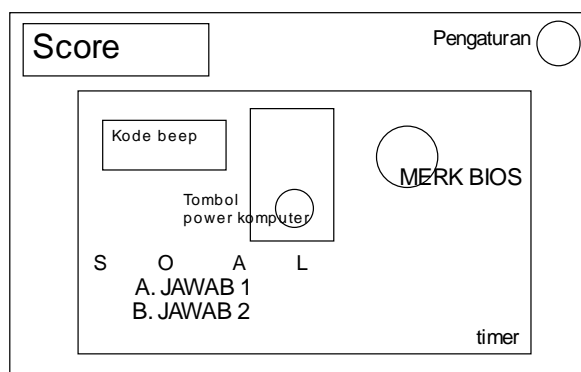 Score
Pengaturan
Kode beep
MERK BIOS
Tombol
power komputer
S O A L
A. JAWAB 1
B. JAWAB 2
timer